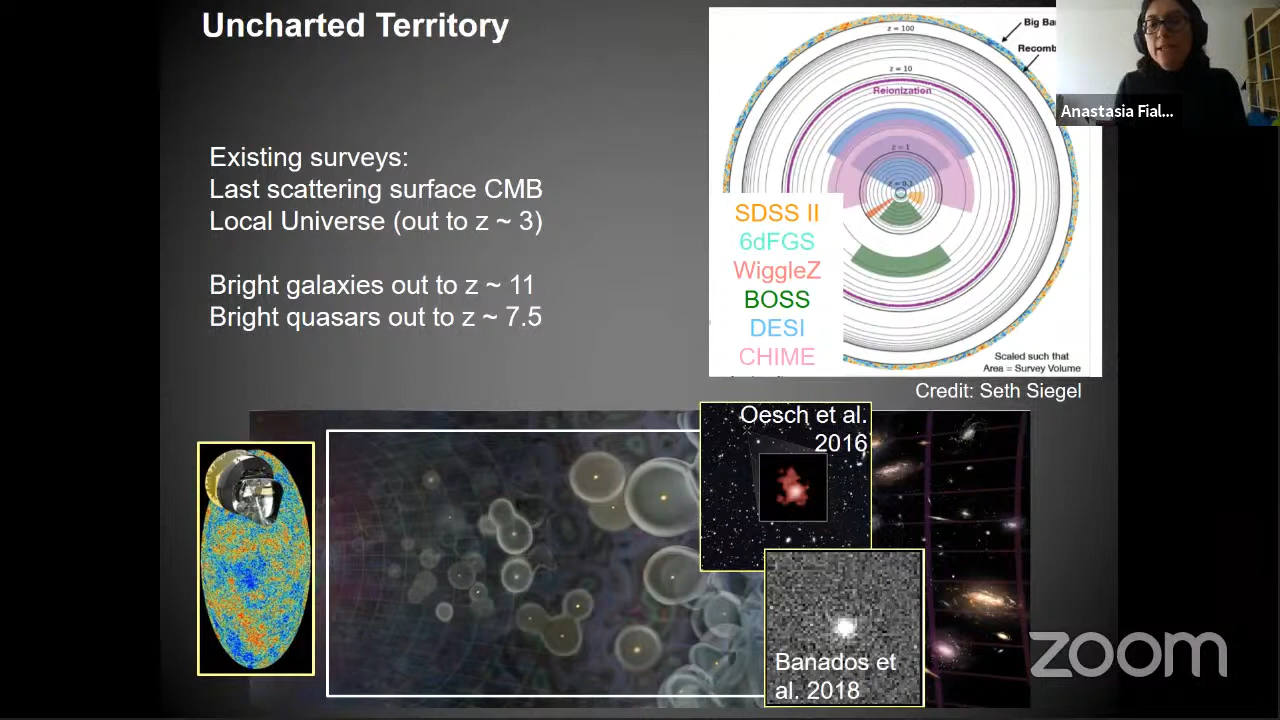 Uncharted Territory
Existing surveys:
Last scattering surface CMB
Local Universe (out to z ~ 3)
Bright galaxies out to z ~ 11
Bright quasars out to z ~ 7.5
z = 100
Big Ba
Recomb
z = 10
Reionization
z = 1
z = 0.3
SDSS II
6dFGS
WiggleZ
BOSS
DESI
CHIME
Scaled such that
Area = Survey Volume
Credit: Seth Siegel
Anastasia Fial...
Oesch et al.
2016
Banados et
al. 2018
zoom